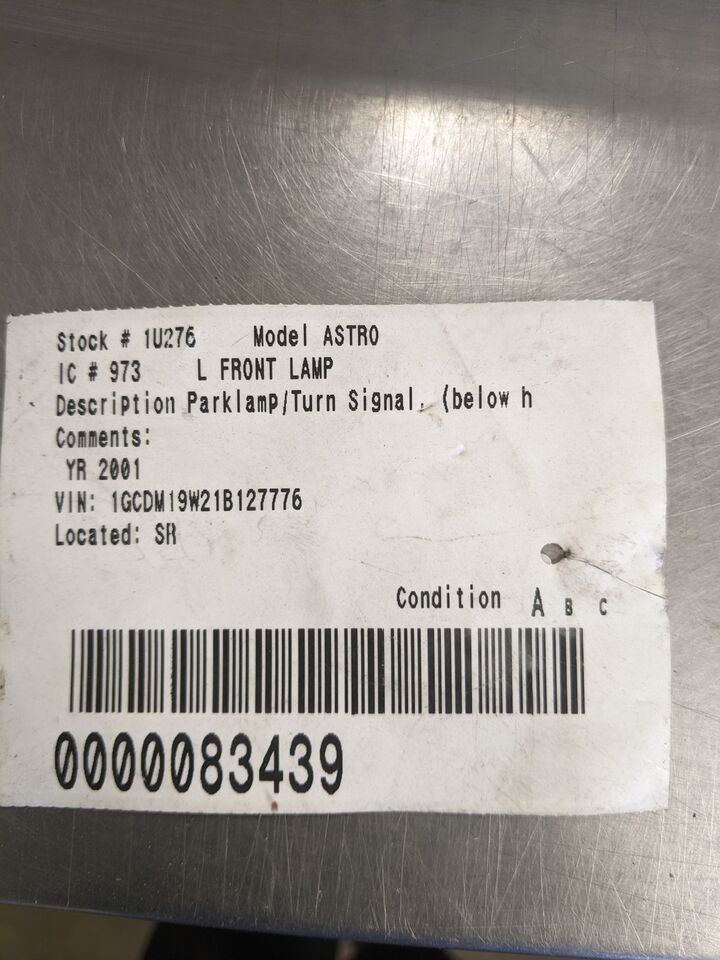 Stock # 1U276 Model ASTRO
IC # 973 L FRONT LAMP
Description Parklamp/Turn Signal, (below h
Comments:
YR 2001
VIN: 1GCDM19W21B127776
Located: SR
Condition A B C
0000083439